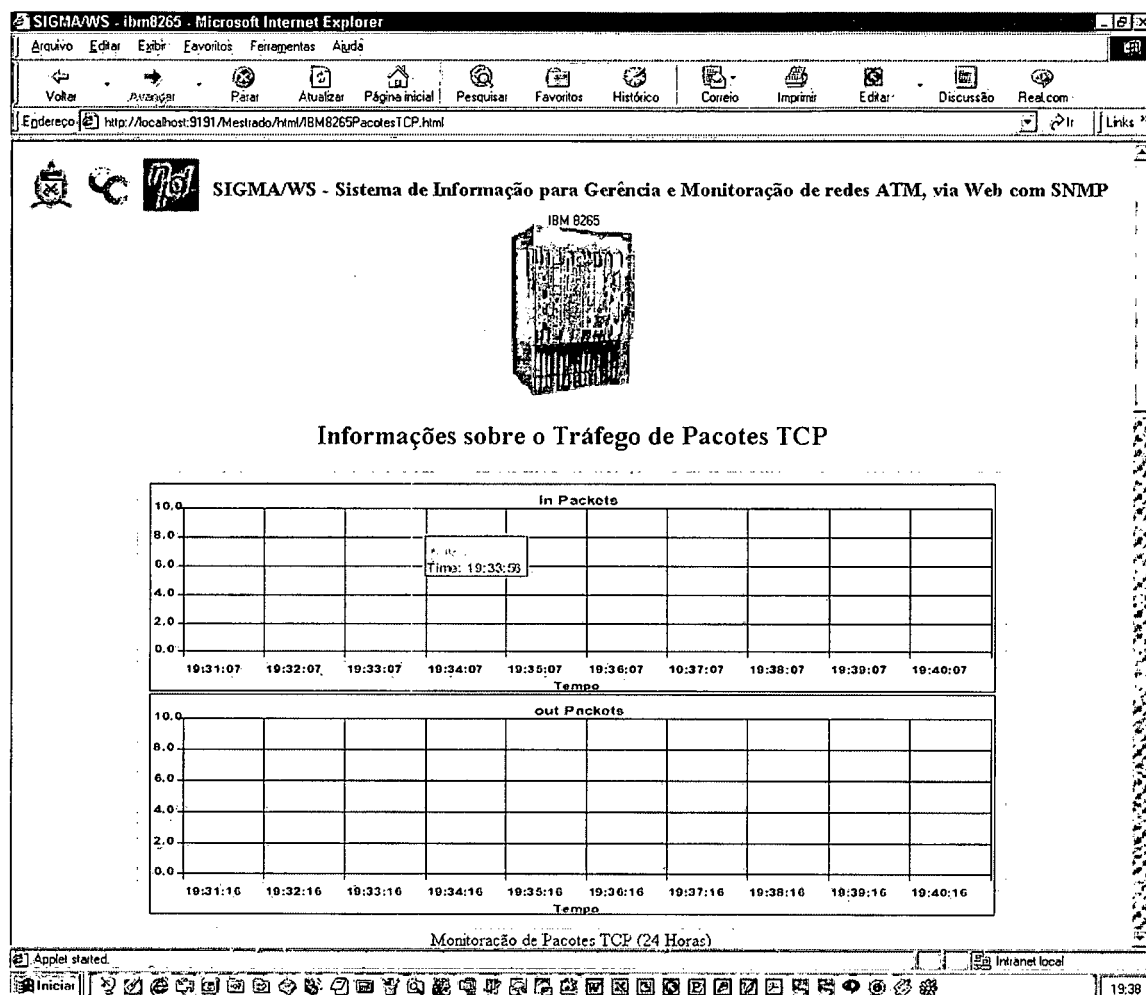 SIGMA/WS - ibm8265 - Microsoft Internet Explorer
Arquivo Editar Exibir Favoritos Ferramentas Ajuda
Voltar Avançar Parar Atualizar Página inicial Pesquisar Favoritos Histórico Correio Imprimir Editar Discussão Real.com
Endereço http://localhost:9191/Mestrado/html/IBM8265PacotesTCP.html Ir Links
SIGMA/WS - Sistema de Informação para Gerência e Monitoração de redes ATM, via Web com SNMP
IBM 8265
Informações sobre o Tráfego de Pacotes TCP
In Packets
10.0
8.0
6.0
4.0
2.0
0.0
Time: 19:33:56
19:31:07 19:32:07 19:33:07 19:34:07 19:35:07 19:36:07 19:37:07 19:38:07 19:39:07 19:40:07
Tempo
out Packets
10.0
8.0
6.0
4.0
2.0
0.0
19:31:16 19:32:16 19:33:16 19:34:16 19:35:16 19:36:16 19:37:16 19:38:16 19:39:16 19:40:16
Tempo
Monitoração de Pacotes TCP (24 Horas)
Applet started. Intranet local
Iniciar 19:38